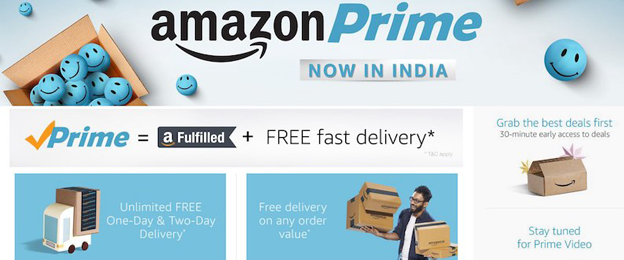 amazon Prime
NOW IN INDIA
Prime = a Fulfilled + FREE fast delivery*
*T&C apply
Unlimited FREE
One-Day & Two-Day
Delivery*
Free delivery
on any order
value*
Grab the best deals first
30-minute early access to deals
Stay tuned
for Prime Video